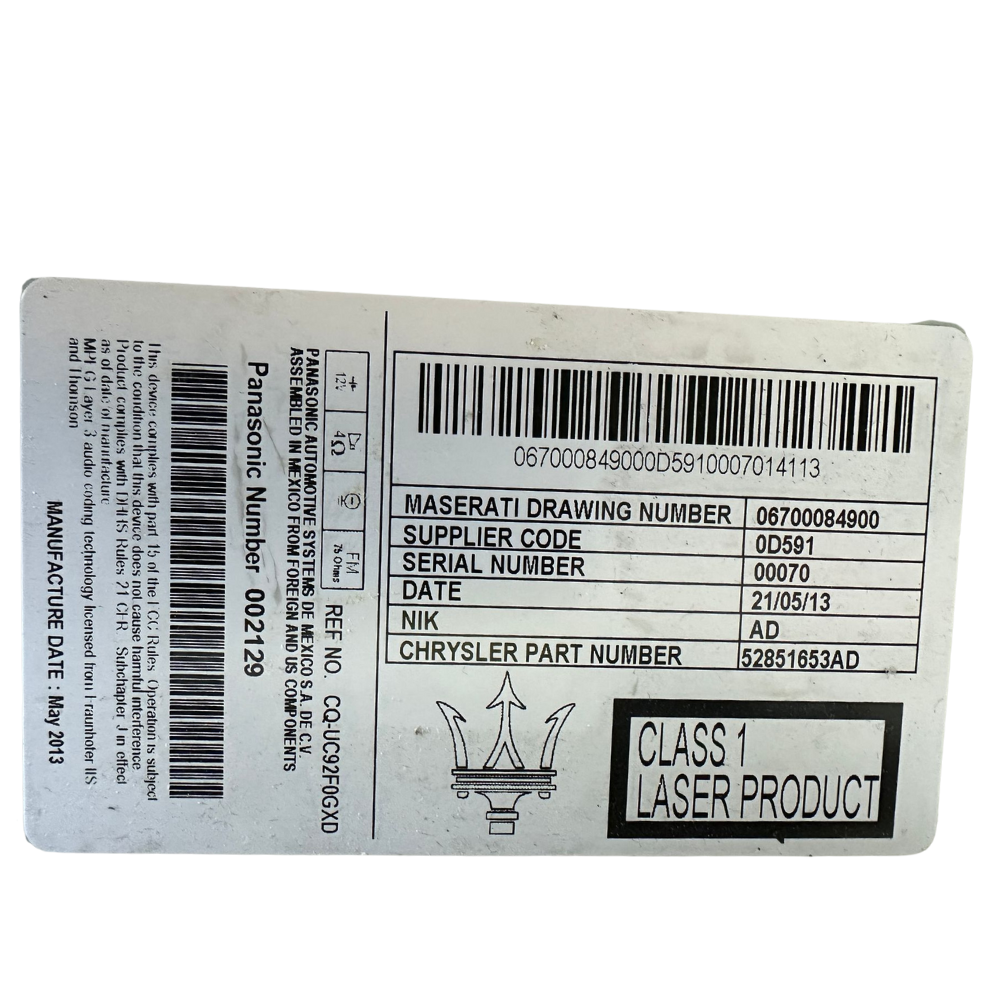 067000849000D5910007014113
MASERATI DRAWING NUMBER 06700084900
SUPPLIER CODE 0D591
SERIAL NUMBER 00070
DATE 21/05/13
NIK AD
CHRYSLER PART NUMBER 52851653AD
CLASS 1
LASER PRODUCT
+ 12V 4Ω FM 75 Ohms REF NO. CQ-UC92F0GXD
PANASONIC AUTOMOTIVE SYSTEMS DE MEXICO S.A. DE C.V.
ASSEMBLED IN MEXICO FROM FOREIGN AND US COMPONENTS
Panasonic Number 002129
This device complies with part 15 of the FCC Rules Operation is subject
to the condition that this device does not cause harmful interference
Product complies with DHHS Rules 21 CFR Subchapter J in effect
as of date of manufacture
MPEG Layer 3 audio coding technology licensed from Fraunhofer IIS
and Thomson
MANUFACTURE DATE : May 2013